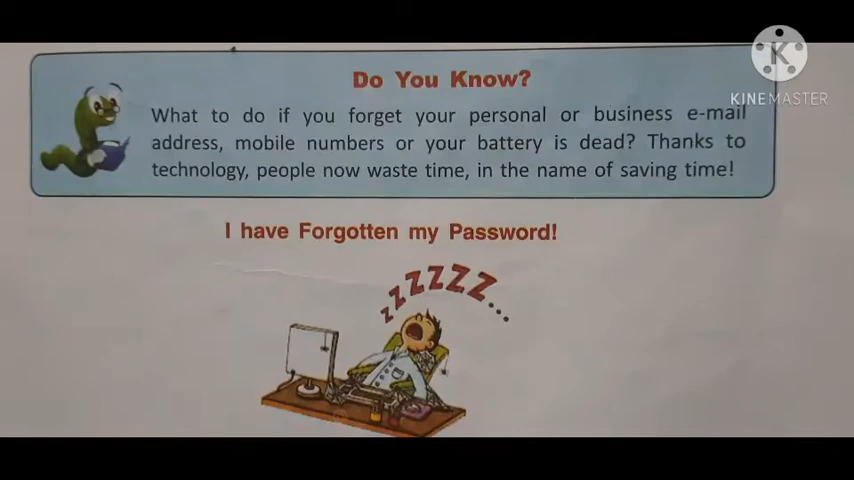 Do You Know?
What to do if you forget your personal or business e-mail
address, mobile numbers or your battery is dead? Thanks to
technology, people now waste time, in the name of saving time!
I have Forgotten my Password!
zzZZZZZ...
K
KINEMASTER